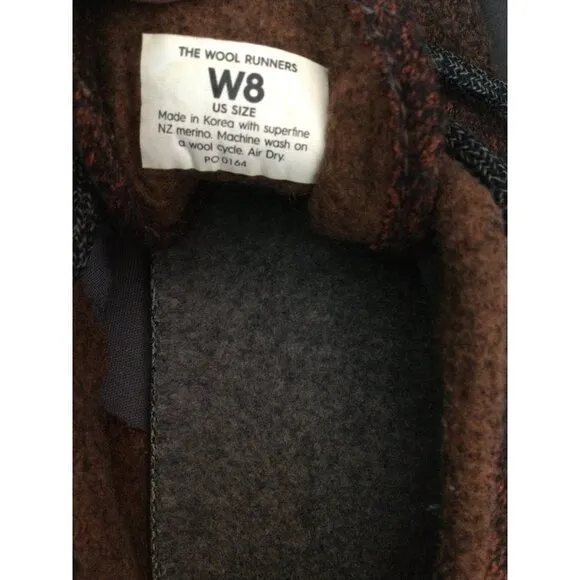 THE WOOL RUNNERS
W8
US SIZE
Made in Korea with superfine
NZ merino. Machine wash on
a wool cycle. Air Dry.
PO 0164